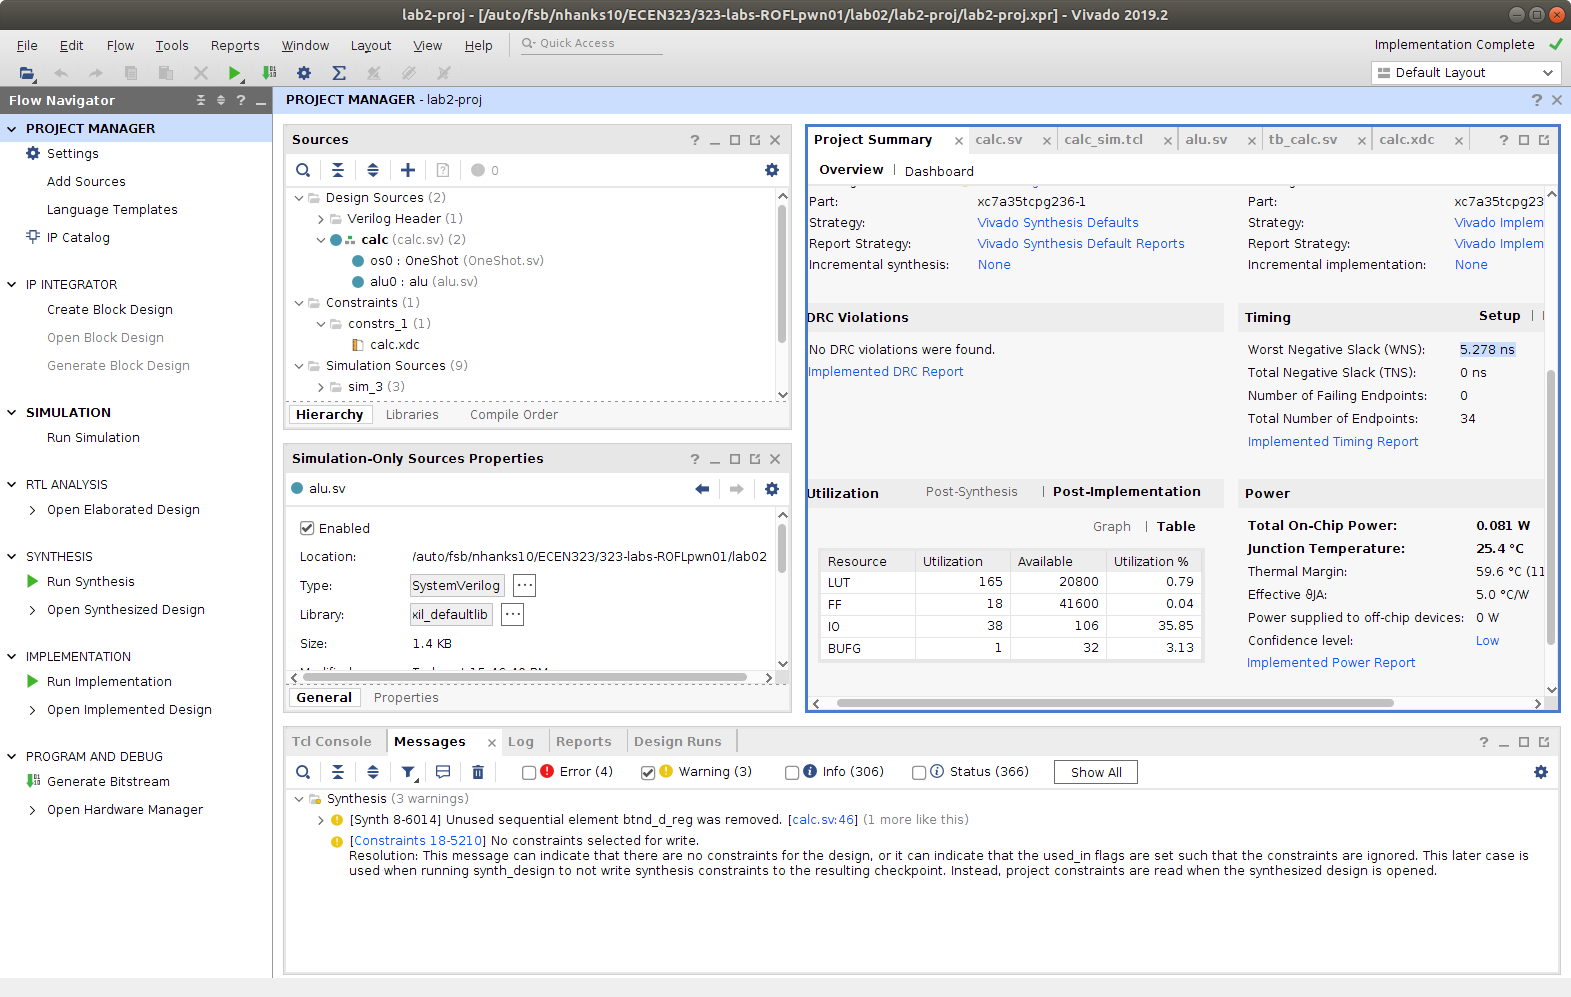 lab2-proj - [/auto/fsb/nhanks10/ECEN323/323-labs-ROFLpwn01/lab02/lab2-proj/lab2-proj.xpr] - Vivado 2019.2
File Edit Flow Tools Reports Window Layout View Help Quick Access
Implementation Complete
Default Layout
Flow Navigator
PROJECT MANAGER
Settings
Add Sources
Language Templates
IP Catalog
IP INTEGRATOR
Create Block Design
Open Block Design
Generate Block Design
SIMULATION
Run Simulation
RTL ANALYSIS
Open Elaborated Design
SYNTHESIS
Run Synthesis
Open Synthesized Design
IMPLEMENTATION
Run Implementation
Open Implemented Design
PROGRAM AND DEBUG
Generate Bitstream
Open Hardware Manager
PROJECT MANAGER - lab2-proj
Sources
0
Design Sources (2)
Verilog Header (1)
calc (calc.sv) (2)
os0 : OneShot (OneShot.sv)
alu0 : alu (alu.sv)
Constraints (1)
constrs_1 (1)
calc.xdc
Simulation Sources (9)
sim_3 (3)
Hierarchy Libraries Compile Order
Simulation-Only Sources Properties
alu.sv
Enabled
Location: /auto/fsb/nhanks10/ECEN323/323-labs-ROFLpwn01/lab02
Type: SystemVerilog ...
Library: xil_defaultlib ...
Size: 1.4 KB
General Properties
Project Summary calc.sv calc_sim.tcl alu.sv tb_calc.sv calc.xdc
Overview | Dashboard
Part: xc7a35tcpg236-1 Part: xc7a35tcpg23
Strategy: Vivado Synthesis Defaults Strategy: Vivado Implem
Report Strategy: Vivado Synthesis Default Reports Report Strategy: Vivado Implem
Incremental synthesis: None Incremental implementation: None
DRC Violations
No DRC violations were found.
Implemented DRC Report
Timing Setup |
Worst Negative Slack (WNS): 5.278 ns
Total Negative Slack (TNS): 0 ns
Number of Failing Endpoints: 0
Total Number of Endpoints: 34
Implemented Timing Report
Utilization Post-Synthesis | Post-Implementation
Graph | Table
Resource Utilization Available Utilization %
LUT 165 20800 0.79
FF 18 41600 0.04
IO 38 106 35.85
BUFG 1 32 3.13
Power
Total On-Chip Power: 0.081 W
Junction Temperature: 25.4 °C
Thermal Margin: 59.6 °C (11
Effective ϑJA: 5.0 °C/W
Power supplied to off-chip devices: 0 W
Confidence level: Low
Implemented Power Report
Tcl Console Messages Log Reports Design Runs
Error (4) Warning (3) Info (306) Status (366) Show All
Synthesis (3 warnings)
[Synth 8-6014] Unused sequential element btnd_d_reg was removed. [calc.sv:46] (1 more like this)
[Constraints 18-5210] No constraints selected for write.
Resolution: This message can indicate that there are no constraints for the design, or it can indicate that the used_in flags are set such that the constraints are ignored. This later case is
used when running synth_design to not write synthesis constraints to the resulting checkpoint. Instead, project constraints are read when the synthesized design is opened.